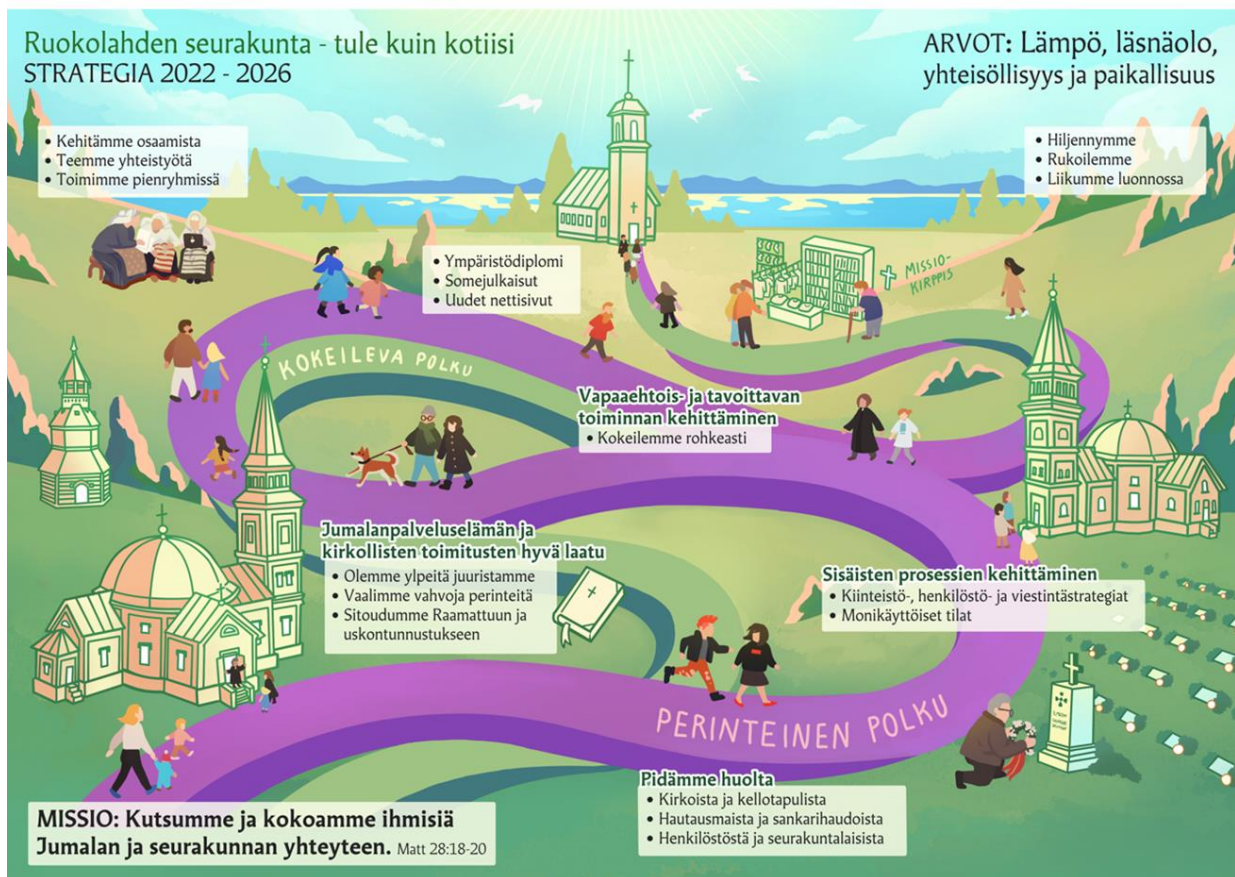 Ruokolahden seurakunta - tule kuin kotiisi
STRATEGIA 2022 - 2026
ARVOT: Lämpö, läsnäolo,
yhteisöllisyys ja paikallisuus
• Kehitämme osaamista
• Teemme yhteistyötä
• Toimimme pienryhmissä
• Hiljennymme
• Rukoilemme
• Liikumme luonnossa
• Ympäristödiplomi
• Somejulkaisut
• Uudet nettisivut
MISSIO-
KIRPPIS
KOKEILEVA POLKU
Vapaaehtois- ja tavoittavan
toiminnan kehittäminen
• Kokeilemme rohkeasti
Jumalanpalveluselämän ja
kirkollisten toimitusten hyvä laatu
• Olemme ylpeitä juuristamme
• Vaalimme vahvoja perinteitä
• Sitoudumme Raamattuun ja
uskontunnustukseen
Sisäisten prosessien kehittäminen
• Kiinteistö-, henkilöstö- ja viestintästrategiat
• Monikäyttöiset tilat
PERINTEINEN POLKU
Pidämme huolta
• Kirkoista ja kellotapulista
• Hautausmaista ja sankarihaudoista
• Henkilöstöstä ja seurakuntalaisista
MISSIO: Kutsumme ja kokoamme ihmisiä
Jumalan ja seurakunnan yhteyteen. Matt 28:18-20